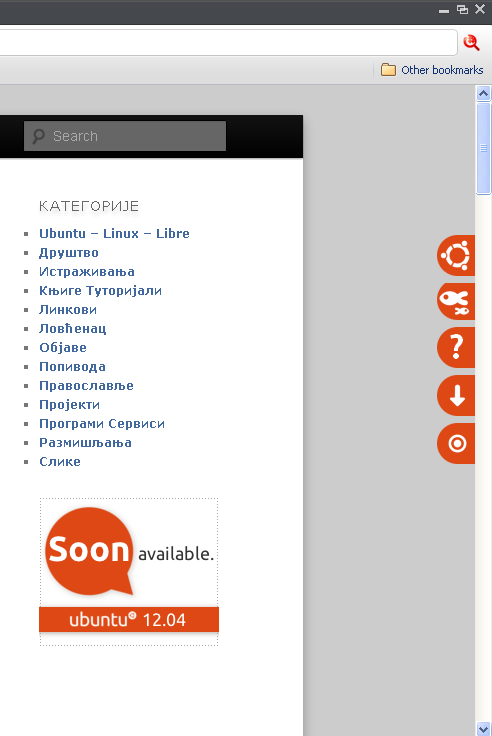 Other bookmarks
Search
КАТЕГОРИЈЕ
Ubuntu – Linux – Libre
Друштво
Истраживања
Књиге Туторијали
Линкови
Ловћенац
Објаве
Попивода
Православље
Пројекти
Програми Сервиси
Размишљања
Слике
Soon available.
ubuntu 12.04
?